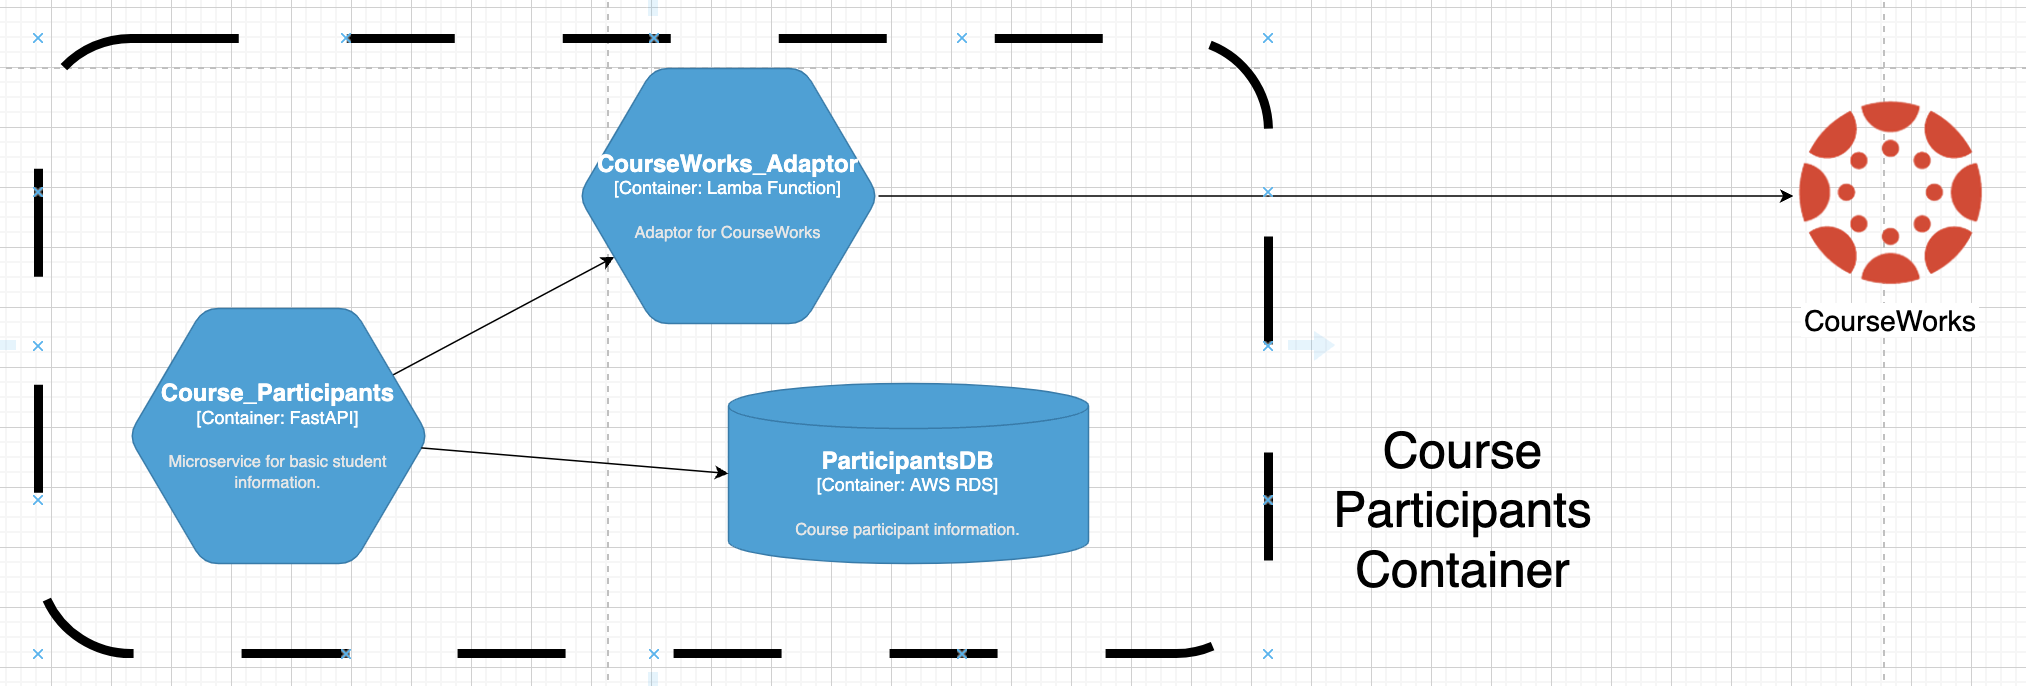 CourseWorks_Adaptor
[Container: Lamba Function]
Adaptor for CourseWorks
CourseWorks
Course_Participants
[Container: FastAPI]
Microservice for basic student
information.
ParticipantsDB
[Container: AWS RDS]
Course participant information.
Course
Participants
Container